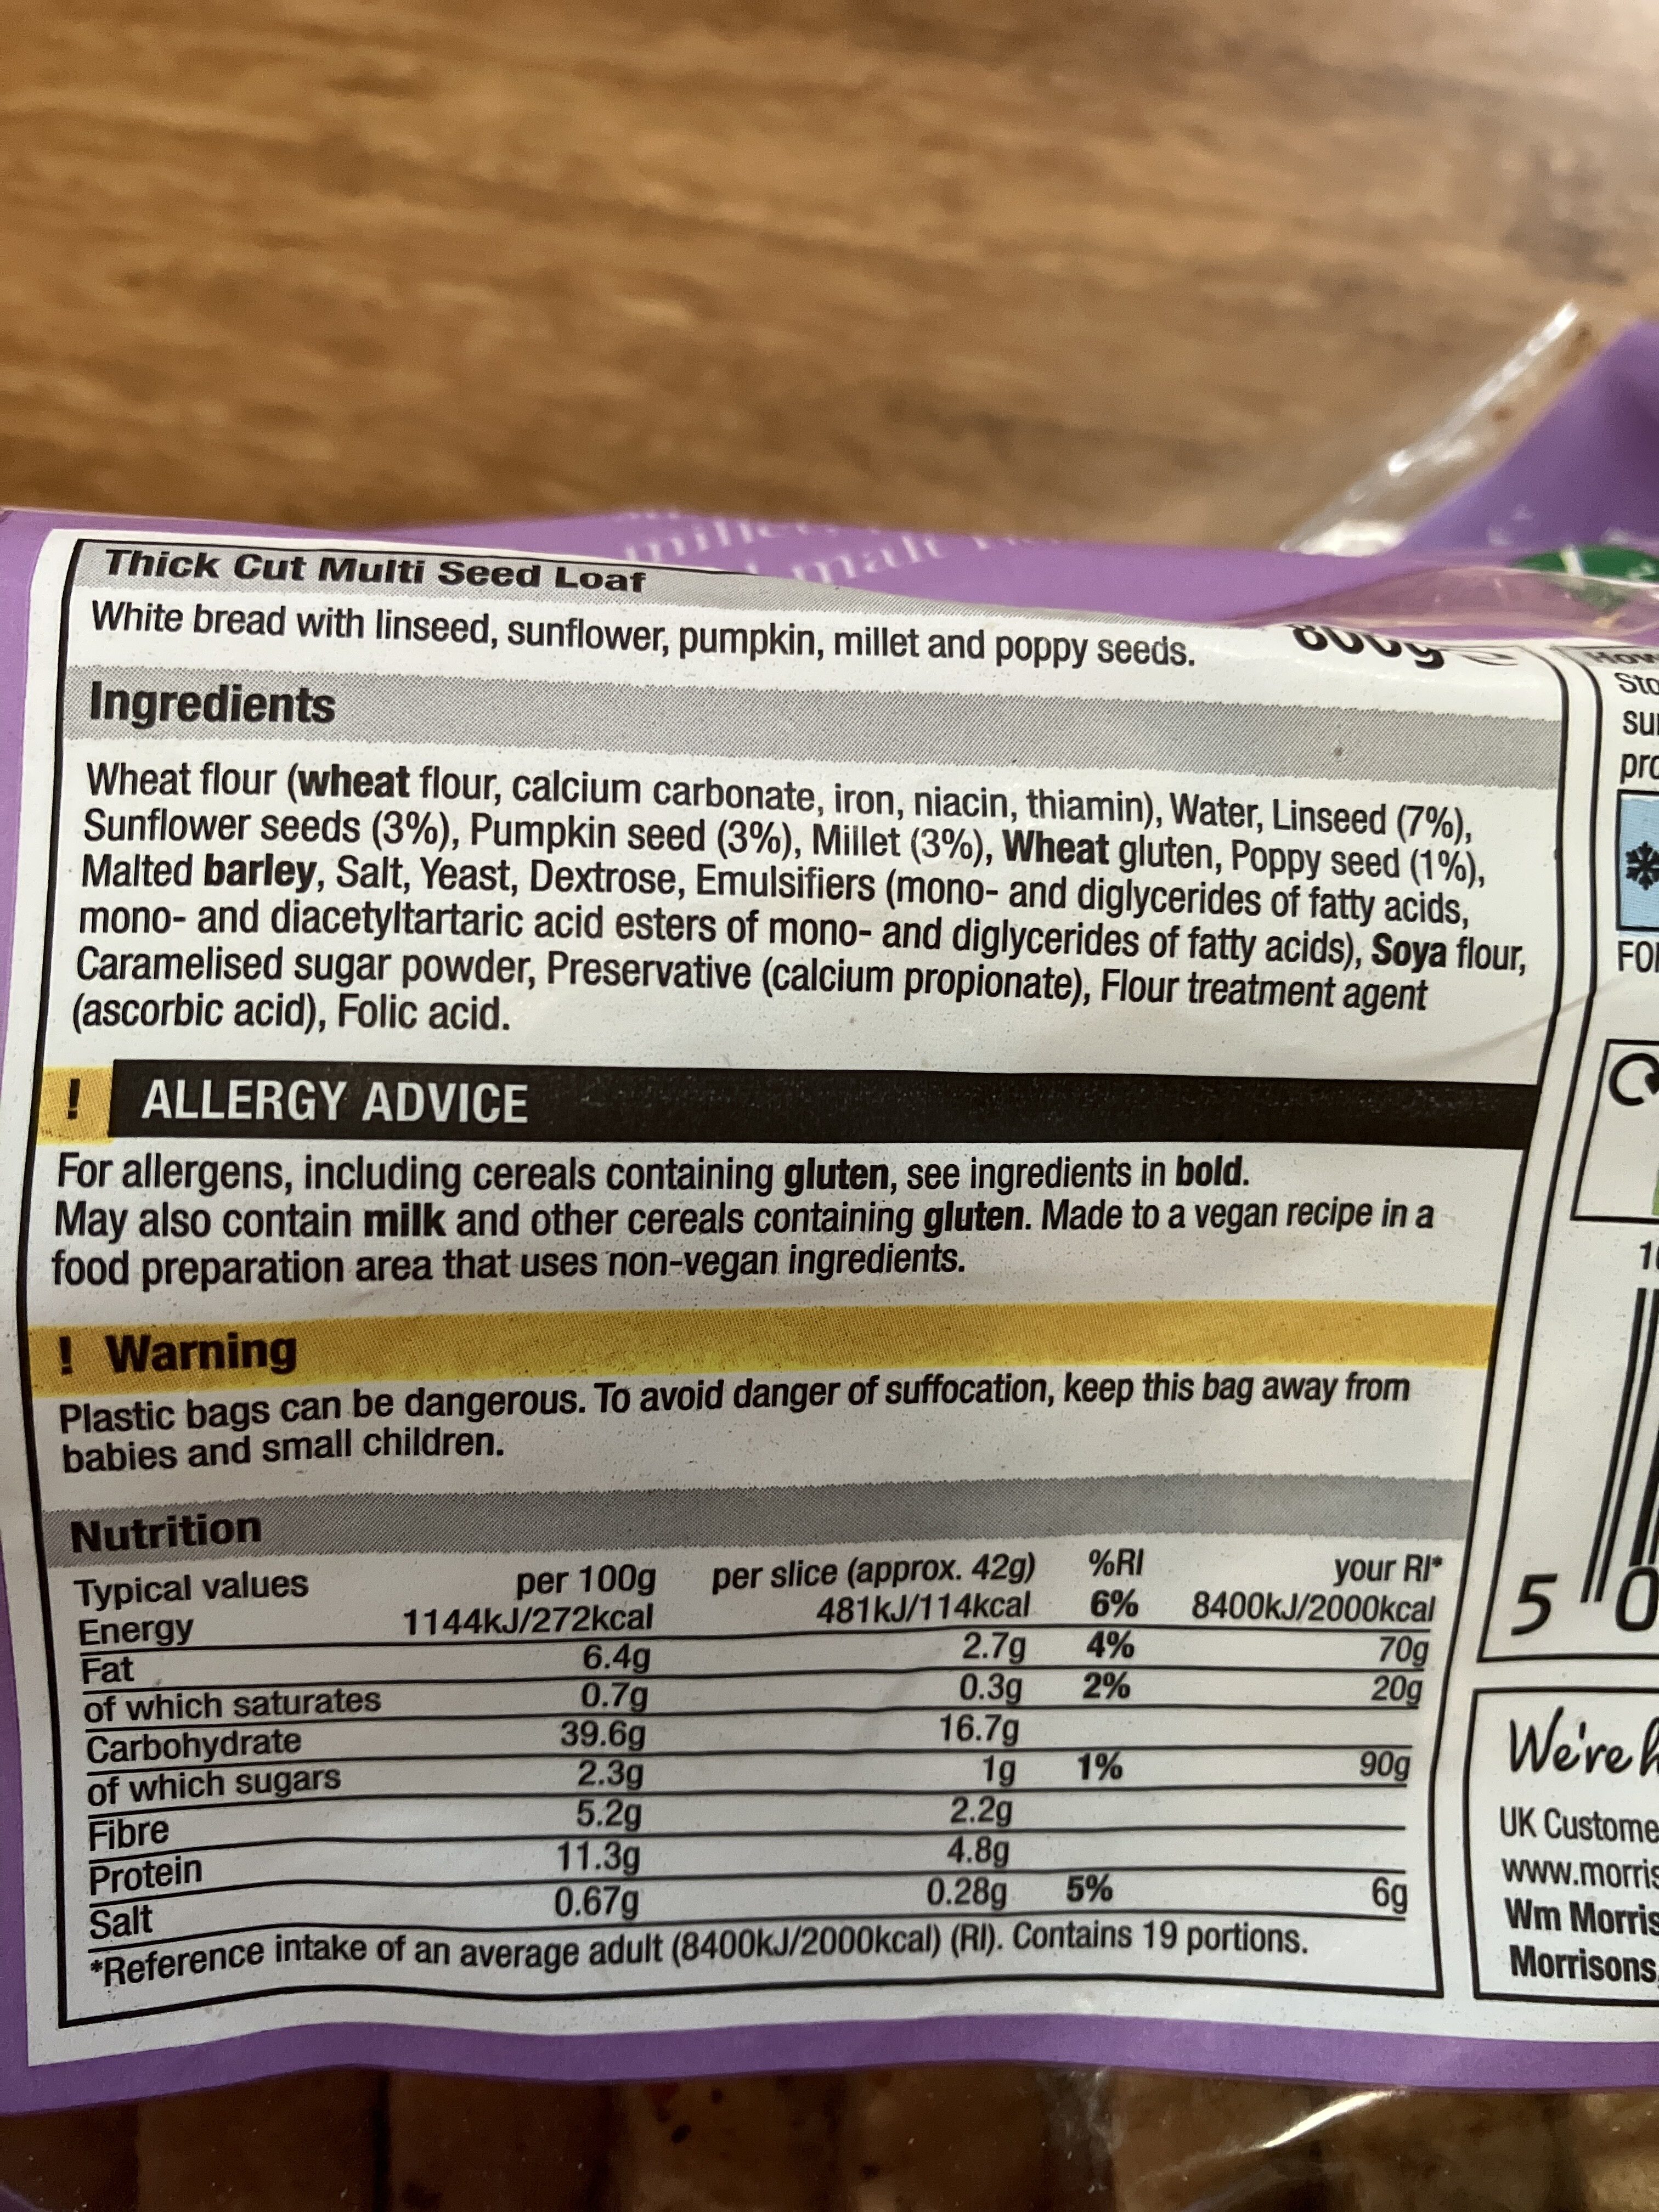 malt
Thick Cut Multi Seed Loaf
White bread with linseed, sunflower, pumpkin, millet and poppy seeds.
800g
Ingredients
Wheat flour (wheat flour, calcium carbonate, iron, niacin, thiamin), Water, Linseed (7%),
Sunflower seeds (3%), Pumpkin seed (3%), Millet (3%), Wheat gluten, Poppy seed (1%),
Malted barley, Salt, Yeast, Dextrose, Emulsifiers (mono- and diglycerides of fatty acids,
mono- and diacetyltartaric acid esters of mono- and diglycerides of fatty acids), Soya flour,
Caramelised sugar powder, Preservative (calcium propionate), Flour treatment agent
(ascorbic acid), Folic acid.
! ALLERGY ADVICE
For allergens, including cereals containing gluten, see ingredients in bold.
May also contain milk and other cereals containing gluten. Made to a vegan recipe in a
food preparation area that uses non-vegan ingredients.
! Warning
Plastic bags can be dangerous. To avoid danger of suffocation, keep this bag away from
babies and small children.
Nutrition
Typical values per 100g per slice (approx. 42g) %RI your RI*
Energy 1144kJ/272kcal 481kJ/114kcal 6% 8400kJ/2000kcal
Fat 6.4g 2.7g 4% 70g
of which saturates 0.7g 0.3g 2% 20g
Carbohydrate 39.6g 16.7g
of which sugars 2.3g 1g 1% 90g
Fibre 5.2g 2.2g
Protein 11.3g 4.8g
Salt 0.67g 0.28g 5% 6g
*Reference intake of an average adult (8400kJ/2000kcal) (RI). Contains 19 portions.
5 0
We're
UK
Wm
Morrisons,